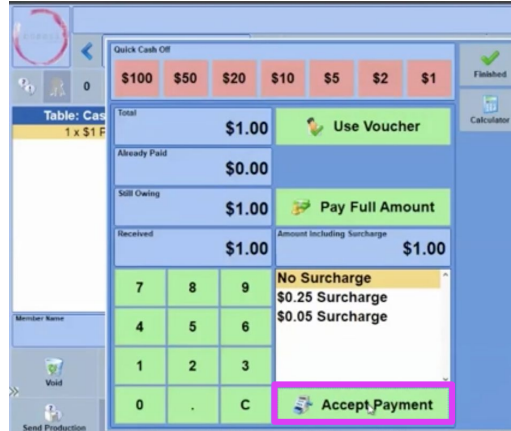 Quick Cash Off
$100 $50 $20 $10 $5 $2 $1
Finished
Calculator
0
Table: Cas
1 x $1 F
Total
$1.00
Use Voucher
Already Paid
$0.00
Still Owing
$1.00
Pay Full Amount
Received
$1.00
Amount Including Surcharge
$1.00
No Surcharge
$0.25 Surcharge
$0.05 Surcharge
7 8 9
4 5 6
1 2 3
0 . C
Accept Payment
Member Name
Void
Send Production